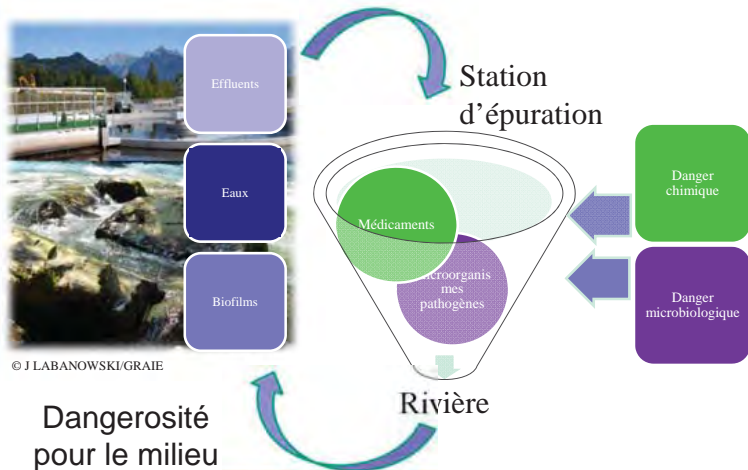 Effluents
Eaux
Biofilms
© J LABANOWSKI/GRAIE
Dangerosité
pour le milieu
Station
d'épuration
Médicaments
icroorganis
mes
pathogènes
Rivière
Danger
chimique
Danger
microbiologique